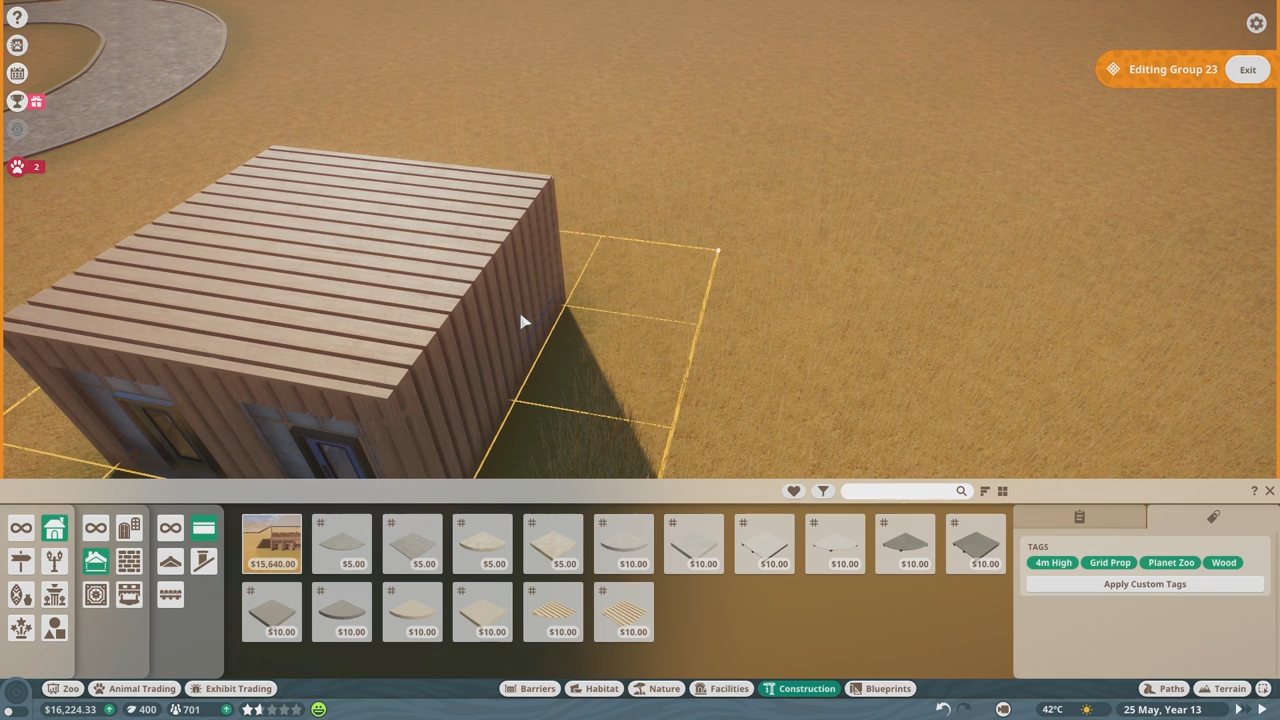 ?
Editing Group 23
Exit
2
?
$15,640.00
$5.00
$5.00
$5.00
$5.00
$10.00
$10.00
$10.00
$10.00
$10.00
$10.00
$10.00
$10.00
$10.00
$10.00
$10.00
$10.00
TAGS
4m High
Grid Prop
Planet Zoo
Wood
Apply Custom Tags
Zoo
Animal Trading
Exhibit Trading
Barriers
Habitat
Nature
Facilities
Construction
Blueprints
Paths
Terrain
$16,224.33
400
701
42°C
25 May, Year 13